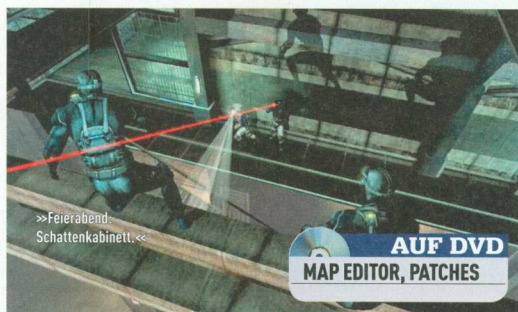 >>Feierabend:
Schattenkabinett.<<
AUF DVD
MAP EDITOR, PATCHES